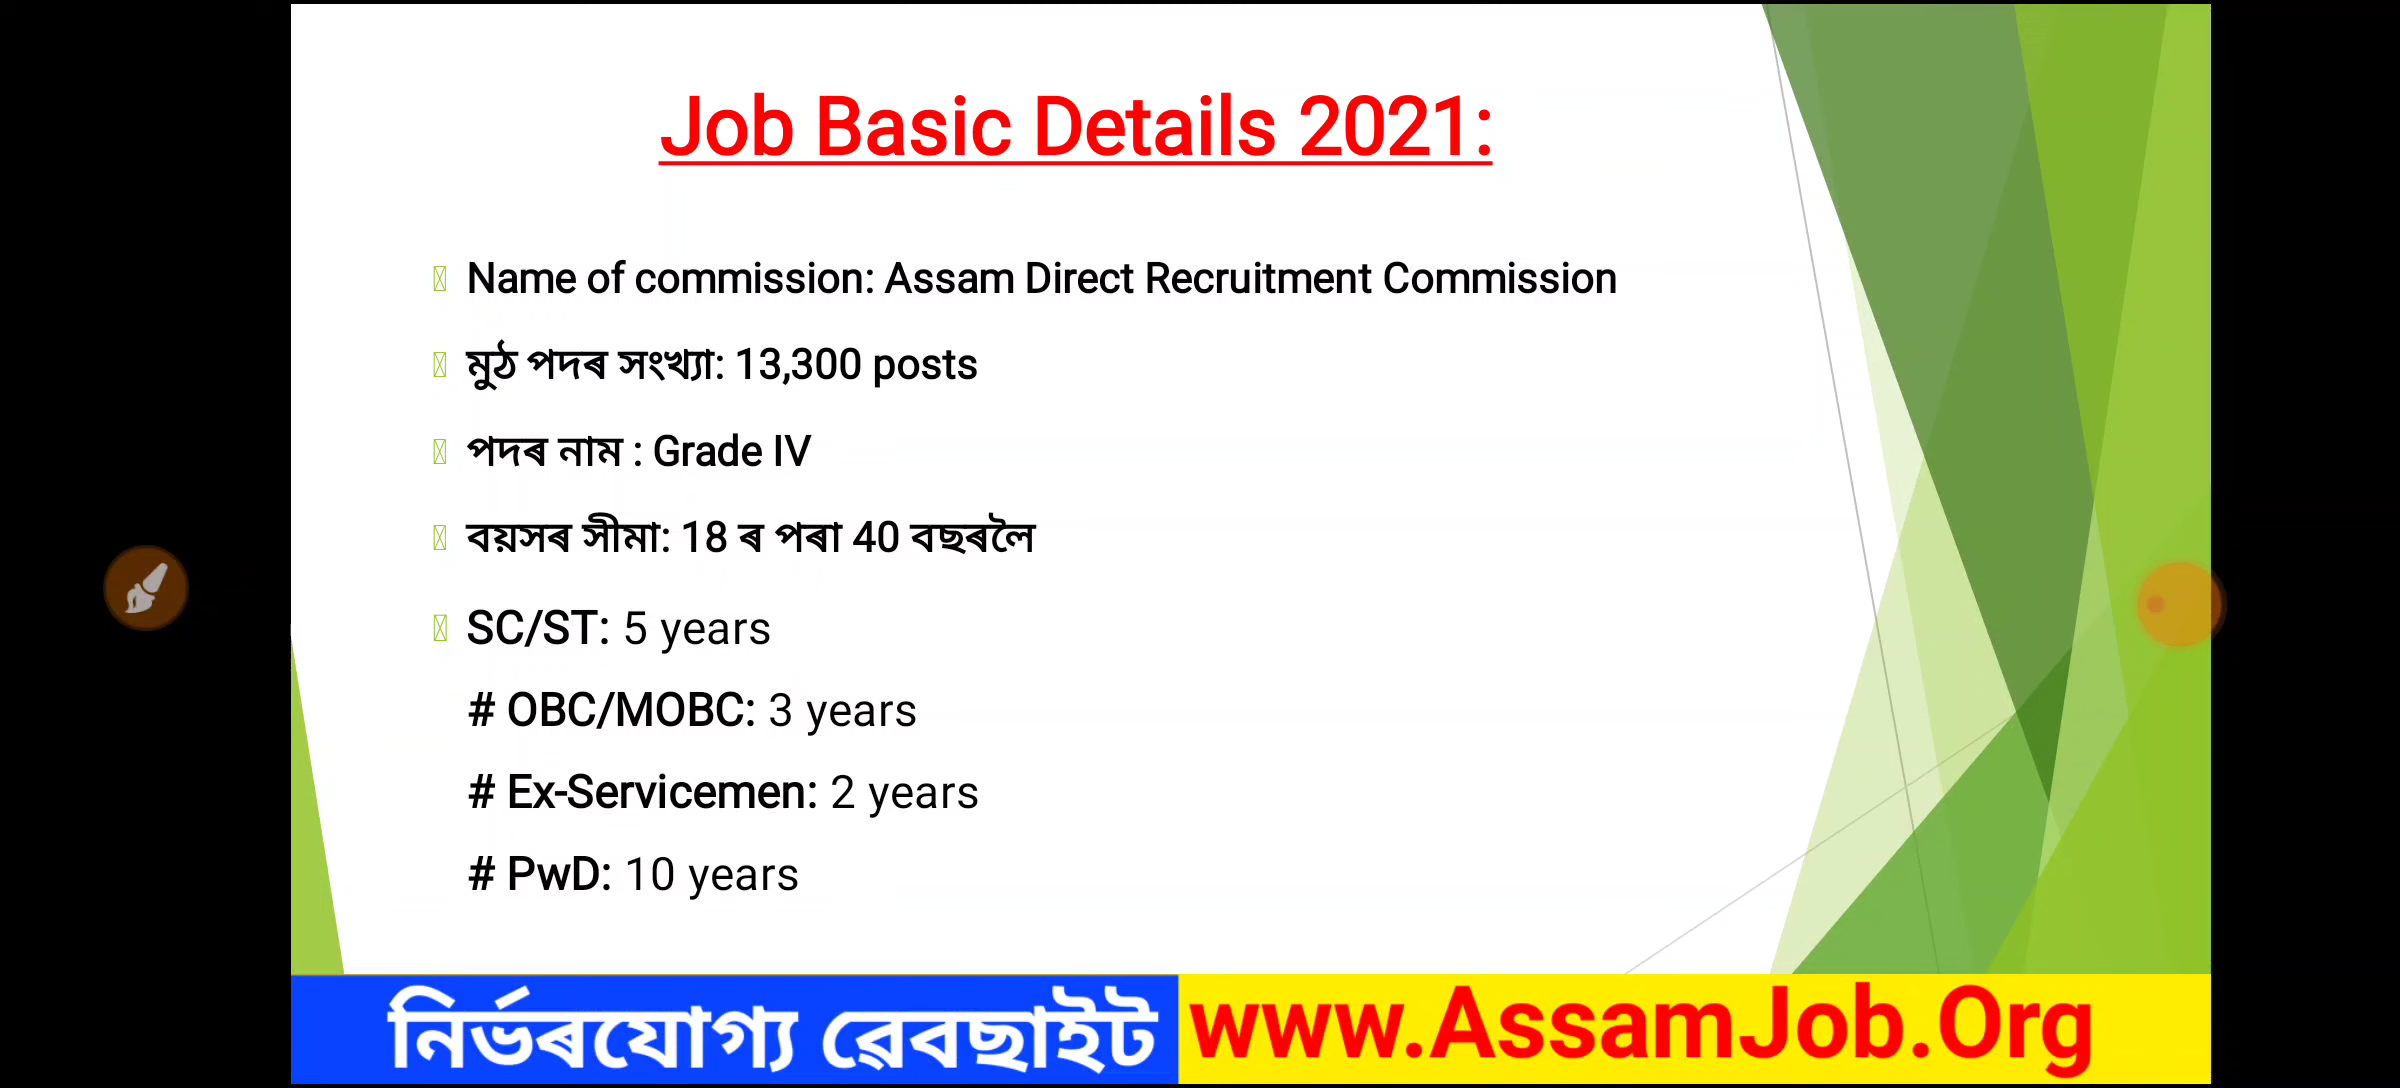 Job Basic Details 2021:
Name of commission: Assam Direct Recruitment Commission
মুঠ পদৰ সংখ্যা: 13,300 posts
পদৰ নাম : Grade IV
বয়সৰ সীমা: 18 ৰ পৰা 40 বছৰলৈ
SC/ST: 5 years
# OBC/MOBC: 3 years
# Ex-Servicemen: 2 years
# PwD: 10 years
নিৰ্ভৰযোগ্য ৱেবছাইট www.AssamJob.Org